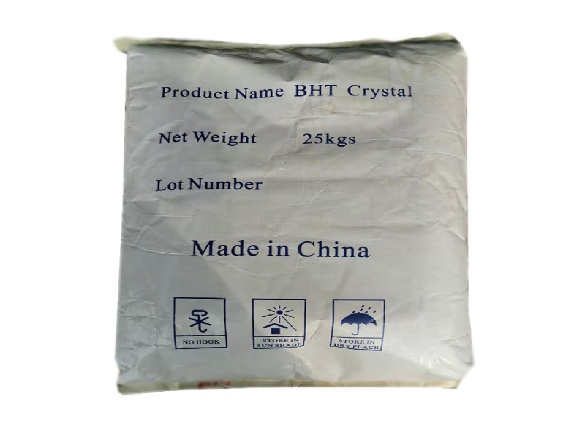 Product Name BHT Crystal
Net Weight 25kgs
Lot Number
Made in China
NO HOOK
STORE IN
SUN SHADE
STORE IN
DRY PLACE